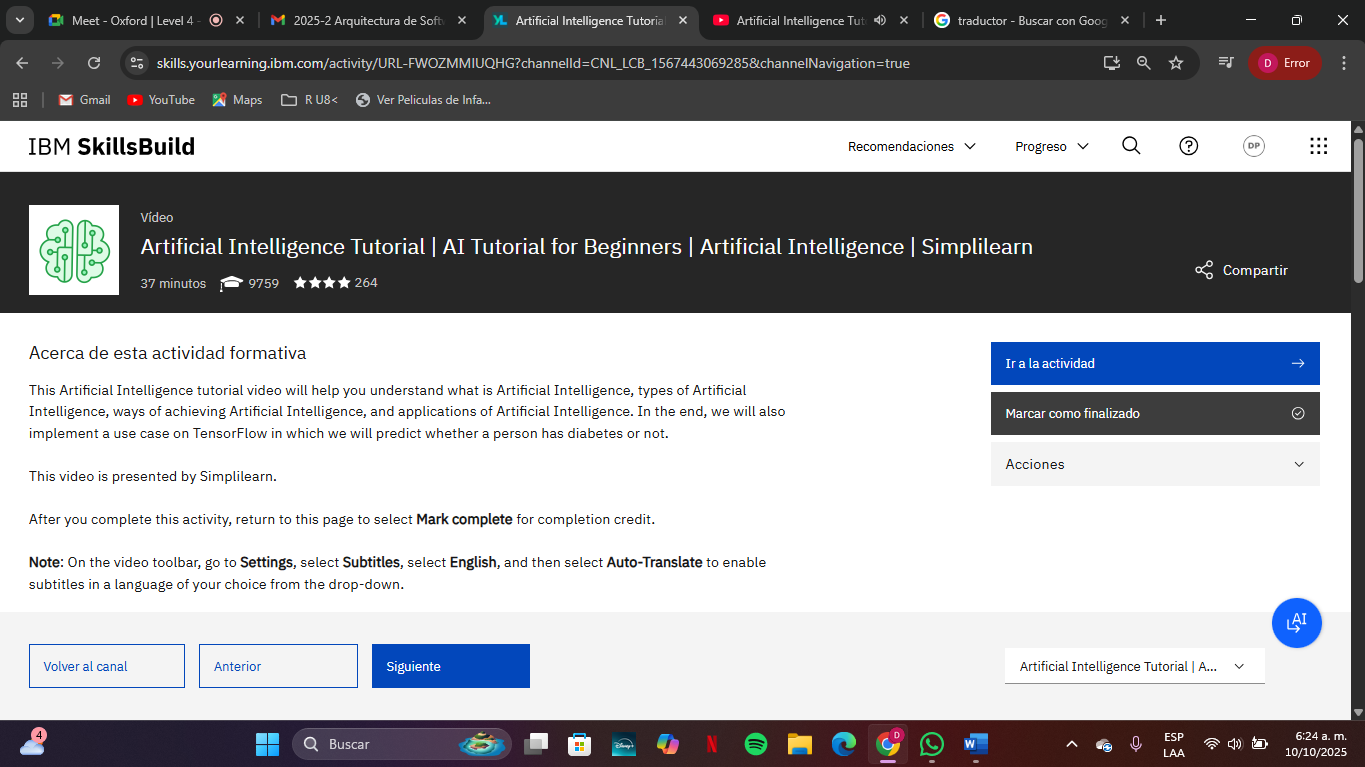 Meet - Oxford | Level 4 -
2025-2 Arquitectura de Softw
Artificial Intelligence Tutorial
Artificial Intelligence Tut
traductor - Buscar con Goog
skills.yourlearning.ibm.com/activity/URL-FWOZMMIUQHG?channelId=CNL_LCB_1567443069285&channelNavigation=true
D Error
Gmail
YouTube
Maps
R U8<
Ver Peliculas de Infa...
IBM SkillsBuild
Recomendaciones
Progreso
DP
Vídeo
Artificial Intelligence Tutorial | AI Tutorial for Beginners | Artificial Intelligence | Simplilearn
37 minutos 9759 264
Compartir
Acerca de esta actividad formativa
This Artificial Intelligence tutorial video will help you understand what is Artificial Intelligence, types of Artificial
Intelligence, ways of achieving Artificial Intelligence, and applications of Artificial Intelligence. In the end, we will also
implement a use case on TensorFlow in which we will predict whether a person has diabetes or not.
This video is presented by Simplilearn.
After you complete this activity, return to this page to select Mark complete for completion credit.
Note: On the video toolbar, go to Settings, select Subtitles, select English, and then select Auto-Translate to enable
subtitles in a language of your choice from the drop-down.
Ir a la actividad
Marcar como finalizado
Acciones
AI
Volver al canal
Anterior
Siguiente
Artificial Intelligence Tutorial | A...
4
Buscar
Disney+
N
D
W
ESP
LAA
6:24 a. m.
10/10/2025